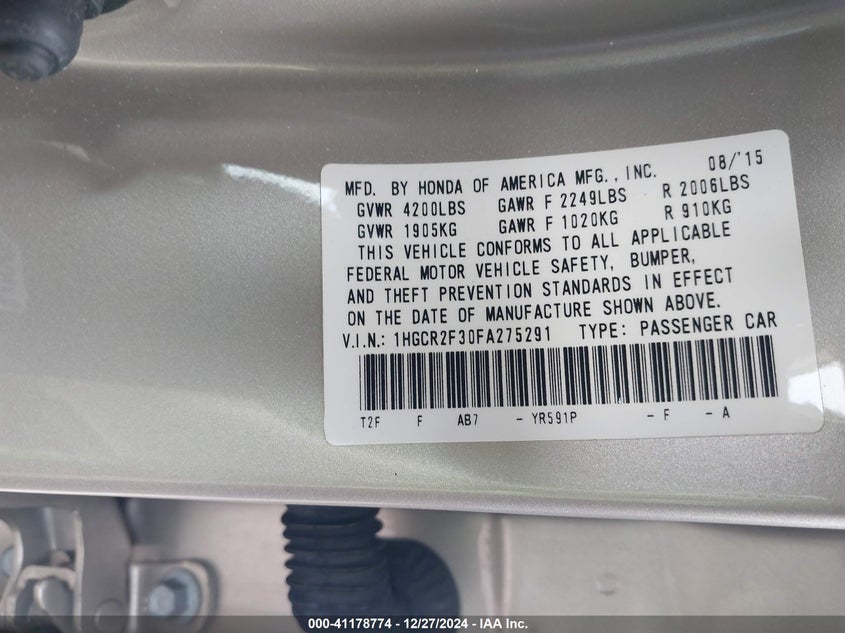 MFD. BY HONDA OF AMERICA MFG., INC. 08/'15
GVWR 4200LBS GAWR F 2249LBS R 2006LBS
GVWR 1905KG GAWR F 1020KG R 910KG
THIS VEHICLE CONFORMS TO ALL APPLICABLE
FEDERAL MOTOR VEHICLE SAFETY, BUMPER,
AND THEFT PREVENTION STANDARDS IN EFFECT
ON THE DATE OF MANUFACTURE SHOWN ABOVE.
V.I.N.: 1HGCR2F30FA275291 TYPE: PASSENGER CAR
T2F F AB7 - YR591P - F - A
000-41178774 - 12/27/2024 - IAA Inc.